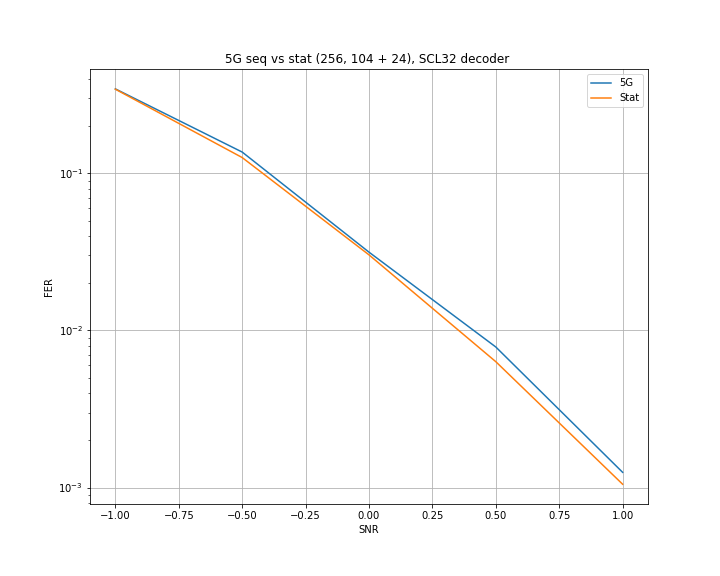 5G seq vs stat (256, 104 + 24), SCL32 decoder
5G
Stat
10⁻¹
10⁻²
10⁻³
FER
−1.00 −0.75 −0.50 −0.25 0.00 0.25 0.50 0.75 1.00
SNR